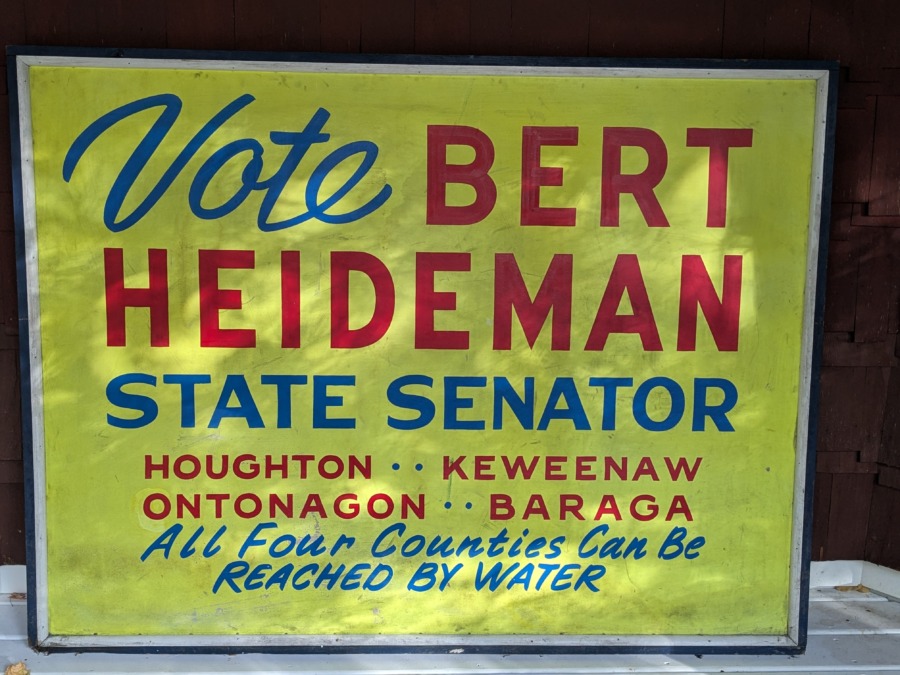 Vote BERT
HEIDEMAN
STATE SENATOR
HOUGHTON •• KEWEENAW
ONTONAGON •• BARAGA
All Four Counties Can Be
REACHED BY WATER